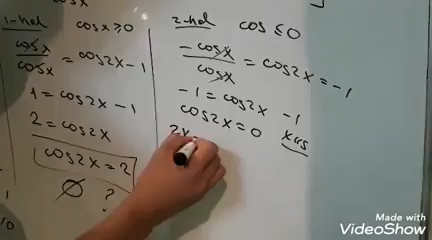 1-hol cosx ≥ 0
cosx/cosx = cos2x - 1
1 = cos2x - 1
2 = cos2x
cos2x = 2
∅ ?
2-hol cos ≤ 0
-cosx/cosx = cos2x = -1
-1 = cos2x - 1
cos2x = 0
2x
Made with
VideoShow